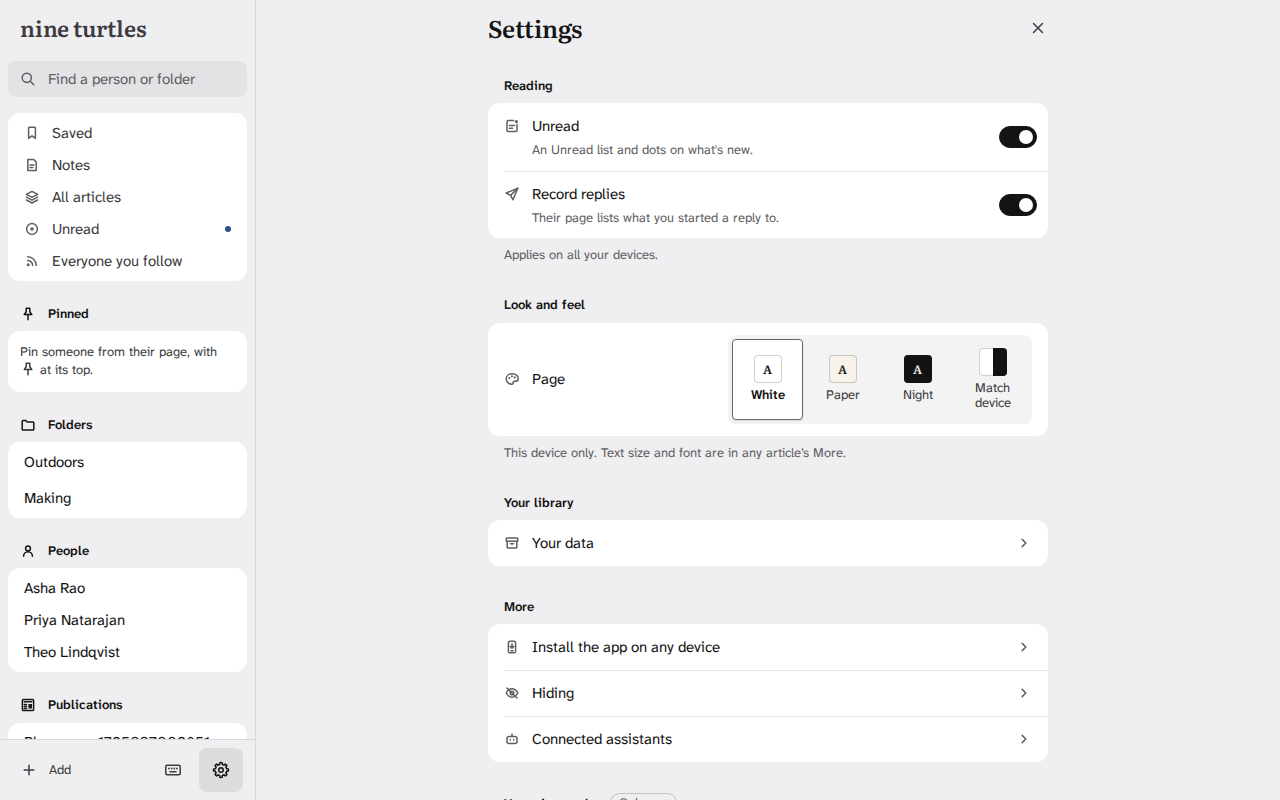 nine turtles
Find a person or folder
Saved
Notes
All articles
Unread
Everyone you follow
Pinned
Pin someone from their page, with
at its top.
Folders
Outdoors
Making
People
Asha Rao
Priya Natarajan
Theo Lindqvist
Publications
Add
Settings
Reading
Unread
An Unread list and dots on what's new.
Record replies
Their page lists what you started a reply to.
Applies on all your devices.
Look and feel
Page
A
White
A
Paper
A
Night
Match
device
This device only. Text size and font are in any article's More.
Your library
Your data
More
Install the app on any device
Hiding
Connected assistants